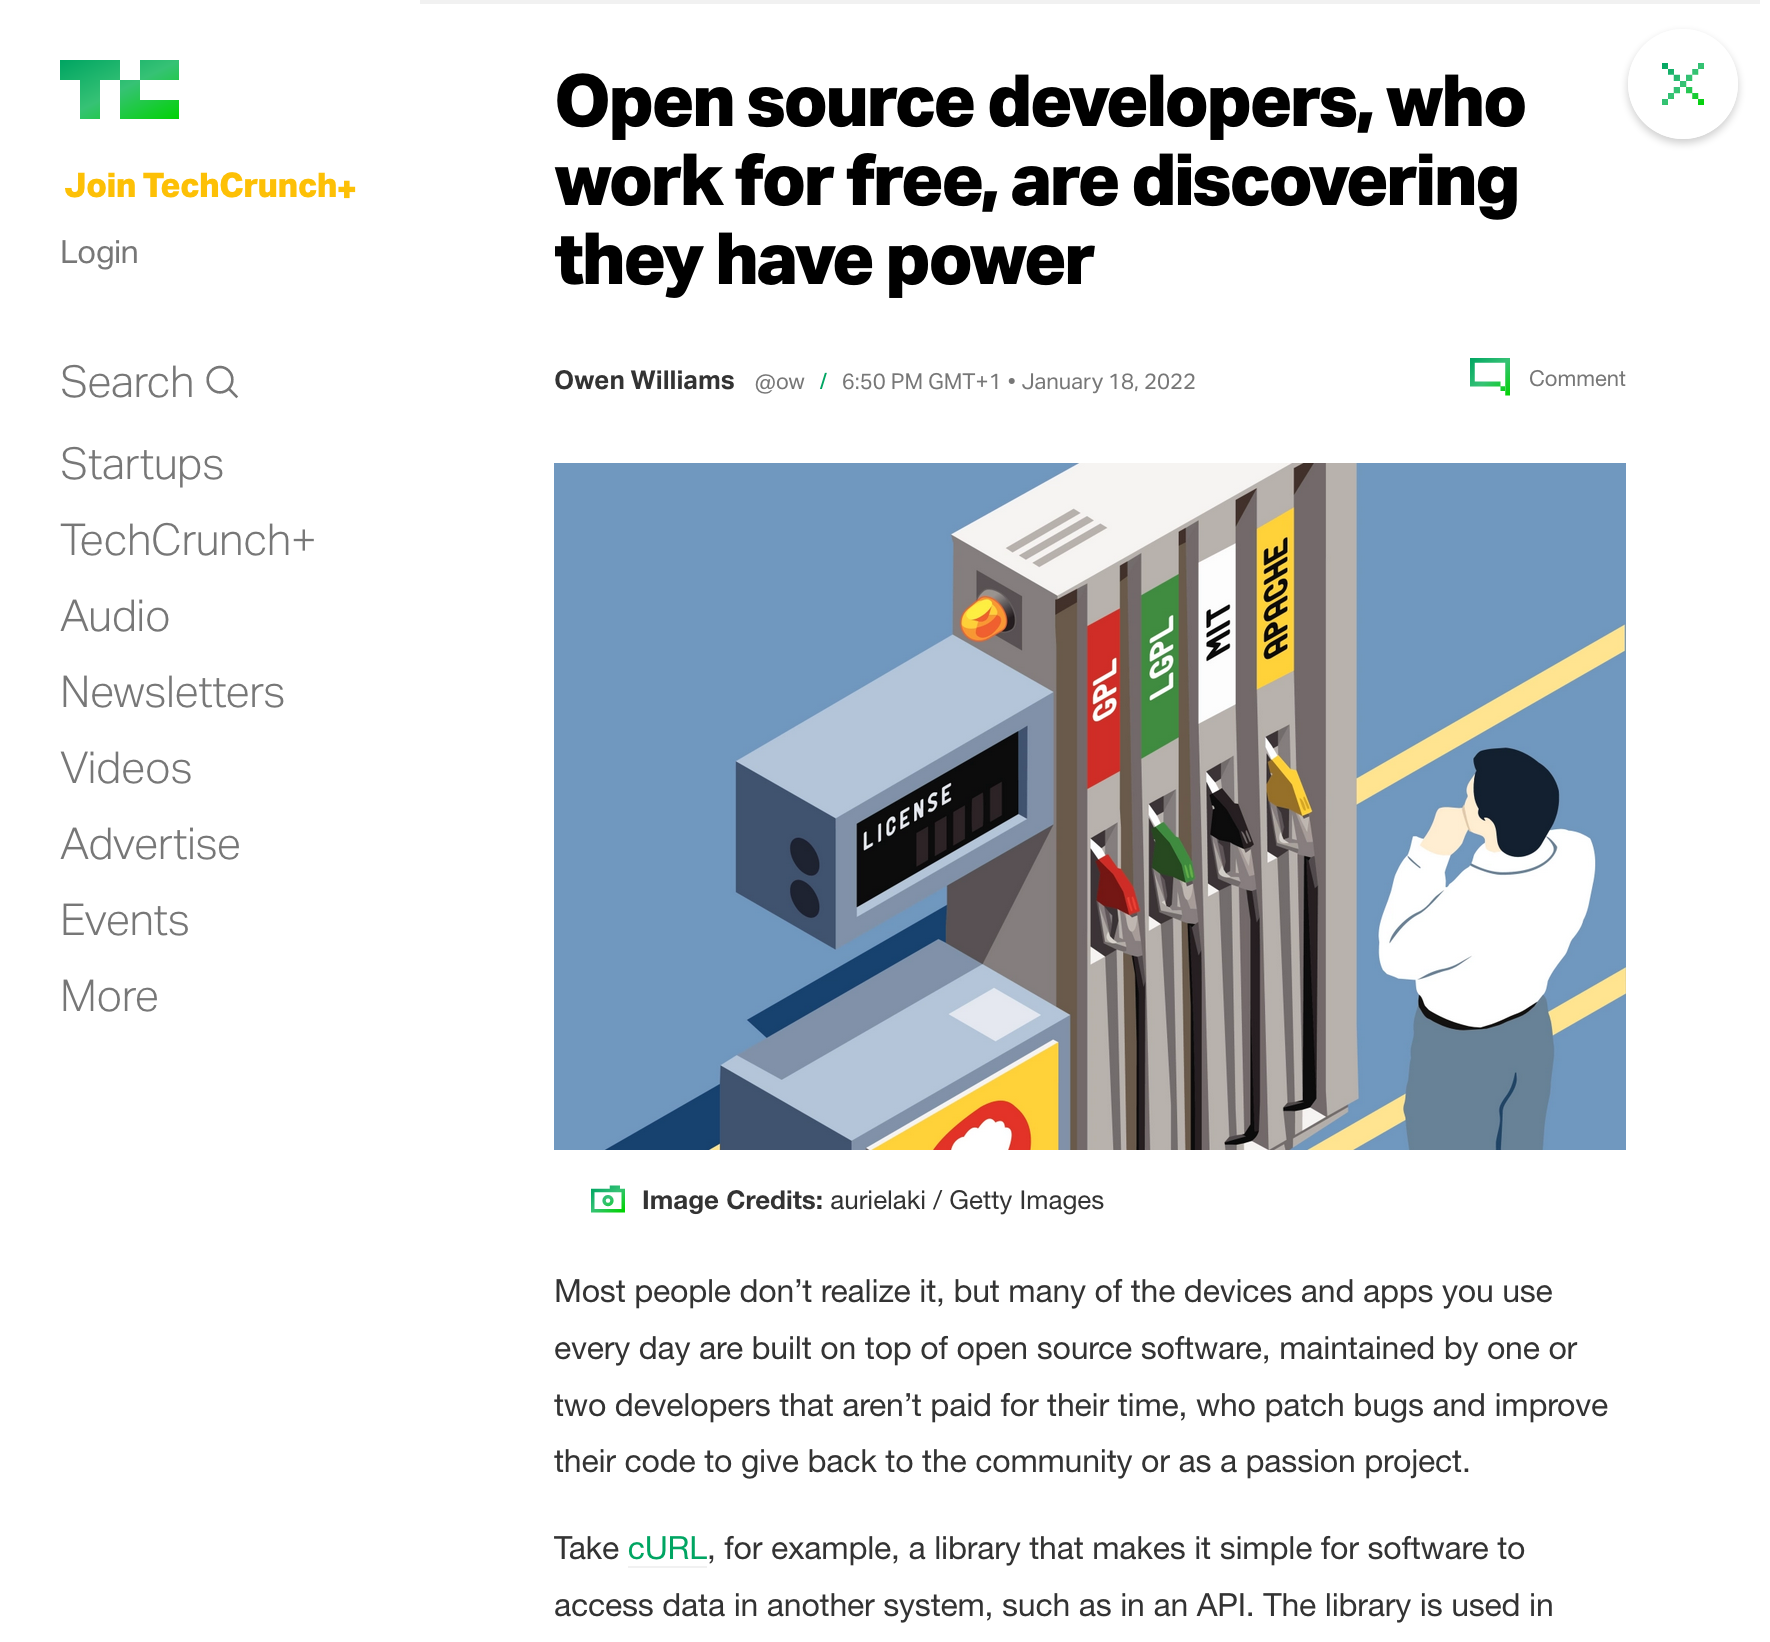 TC
Join TechCrunch+
Login
Search
Startups
TechCrunch+
Audio
Newsletters
Videos
Advertise
Events
More
Open source developers, who
work for free, are discovering
they have power
Owen Williams @ow / 6:50 PM GMT+1 • January 18, 2022
Comment
GPL
LGPL
MIT
APACHE
LICENSE
Image Credits: aurielaki / Getty Images
Most people don’t realize it, but many of the devices and apps you use
every day are built on top of open source software, maintained by one or
two developers that aren’t paid for their time, who patch bugs and improve
their code to give back to the community or as a passion project.
Take cURL, for example, a library that makes it simple for software to
access data in another system, such as in an API. The library is used in